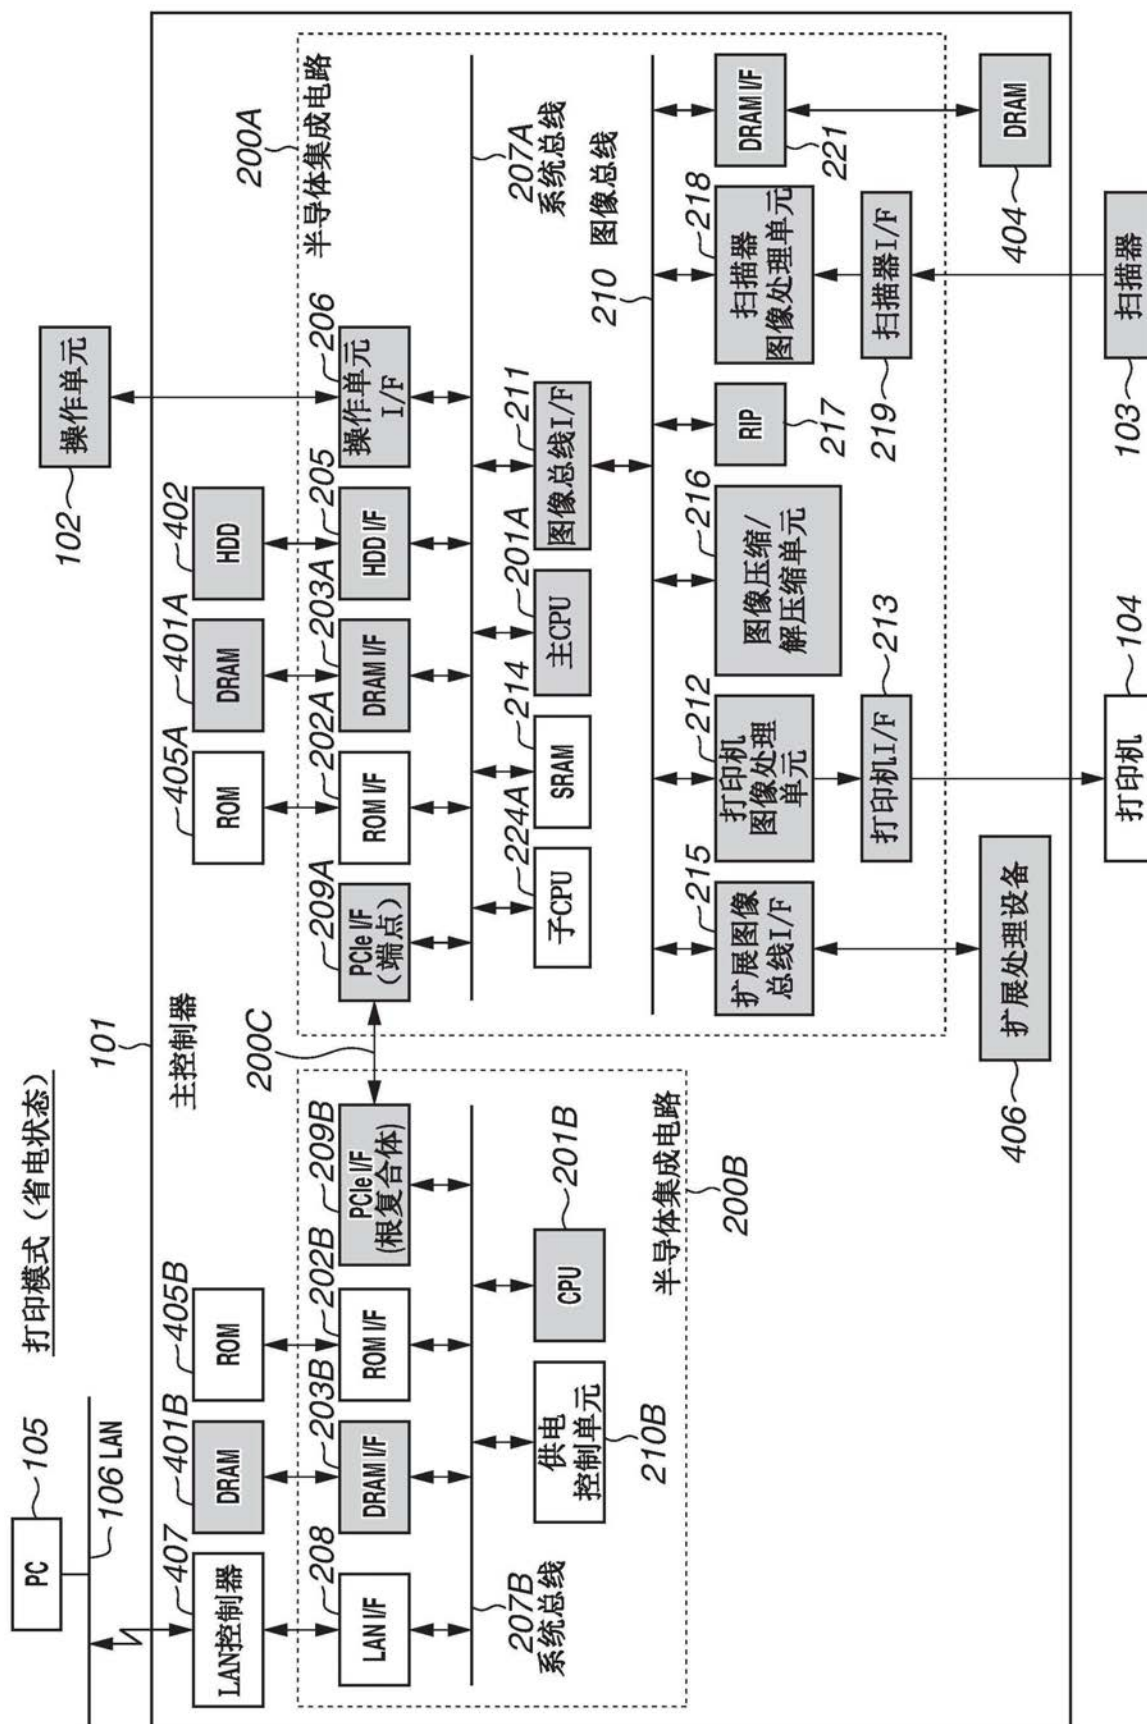 打印模式（省电状态）
PC
105
106 LAN
101
主控制器
102
操作单元
407
LAN控制器
401B
DRAM
405B
ROM
405A
ROM
401A
DRAM
402
HDD
200C
200A
半导体集成电路
208
LAN I/F
203B
DRAM I/F
202B
ROM I/F
209B
PCIe I/F
(根复合体)
209A
PCIe I/F
(端点)
202A
ROM I/F
203A
DRAM I/F
205
HDD I/F
206
操作单元
I/F
207B
系统总线
207A
系统总线
供电
控制单元
210B
201B
CPU
半导体集成电路
200B
224A
子CPU
214
SRAM
201A
主CPU
211
图像总线I/F
210
图像总线
215
扩展图像
总线I/F
212
打印机
图像处理
单元
216
图像压缩/
解压缩单元
RIP
217
218
扫描器
图像处理单元
DRAM I/F
221
213
打印机I/F
扫描器I/F
219
扩展处理设备
406
DRAM
404
104
打印机
扫描器
103